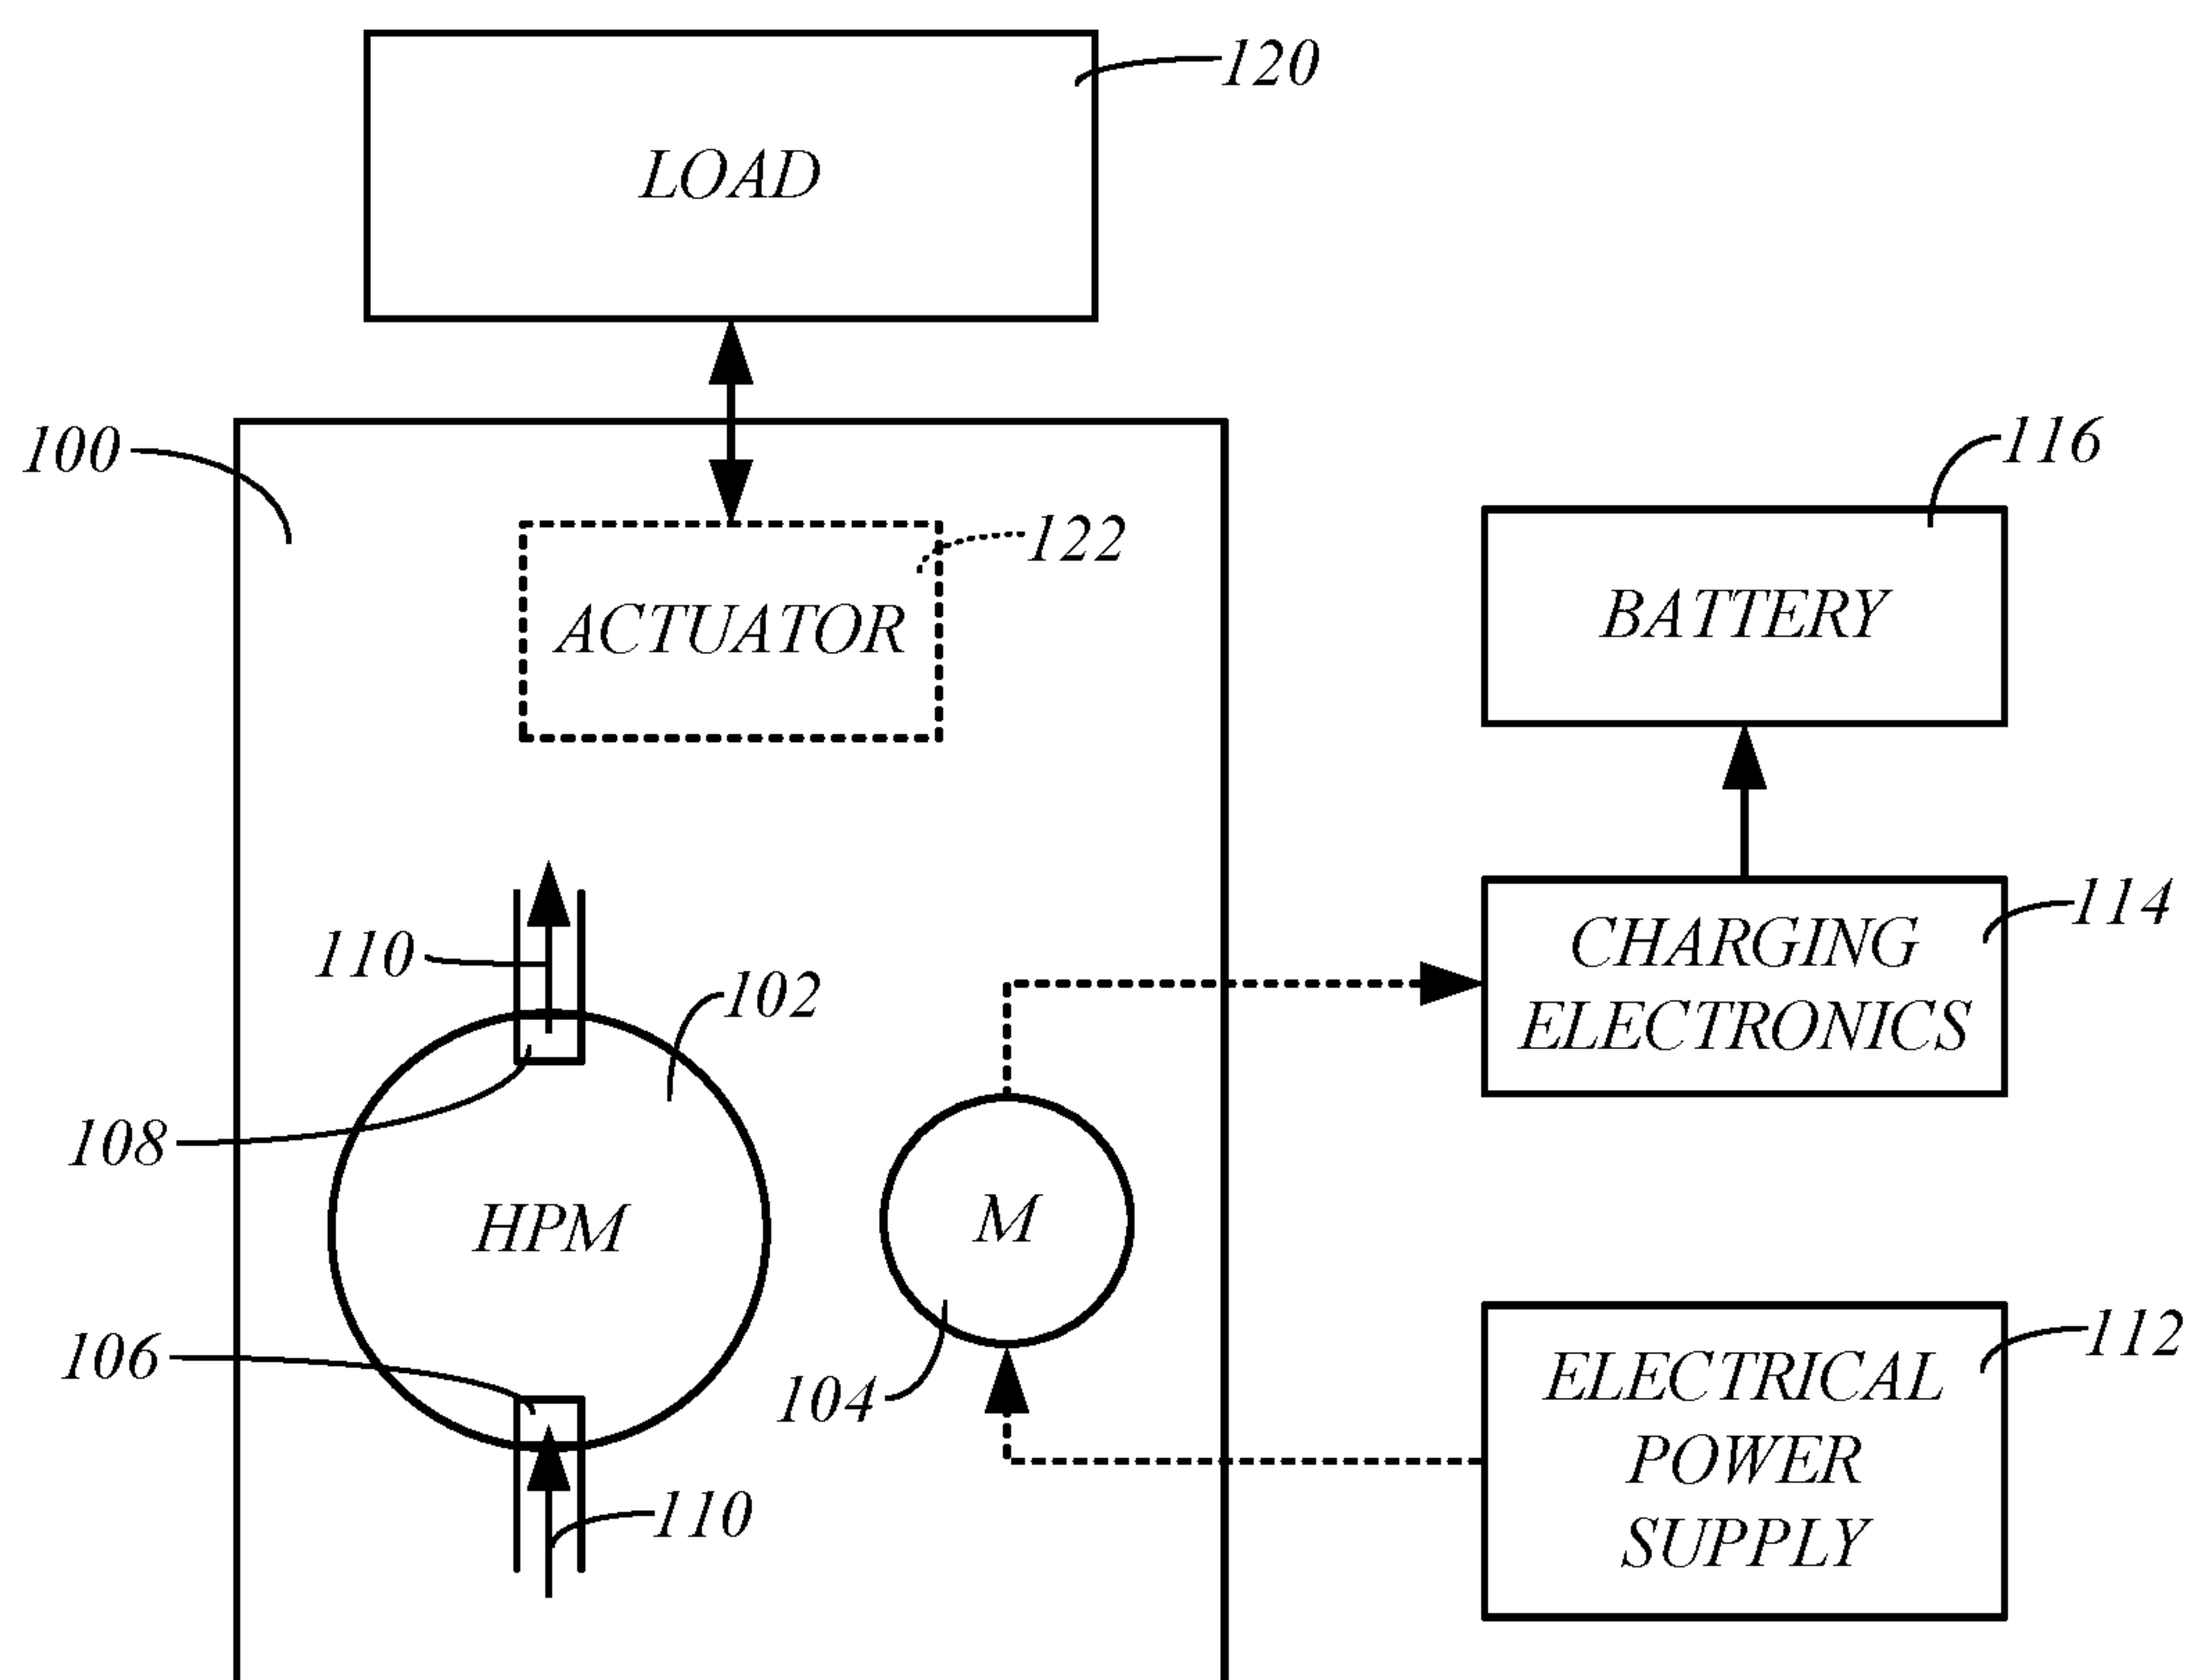 120
LOAD
100
116
122
ACTUATOR
BATTERY
114
110
CHARGING
102
ELECTRONICS
108
HPM
M
112
106
ELECTRICAL
104
POWER
110
SUPPLY